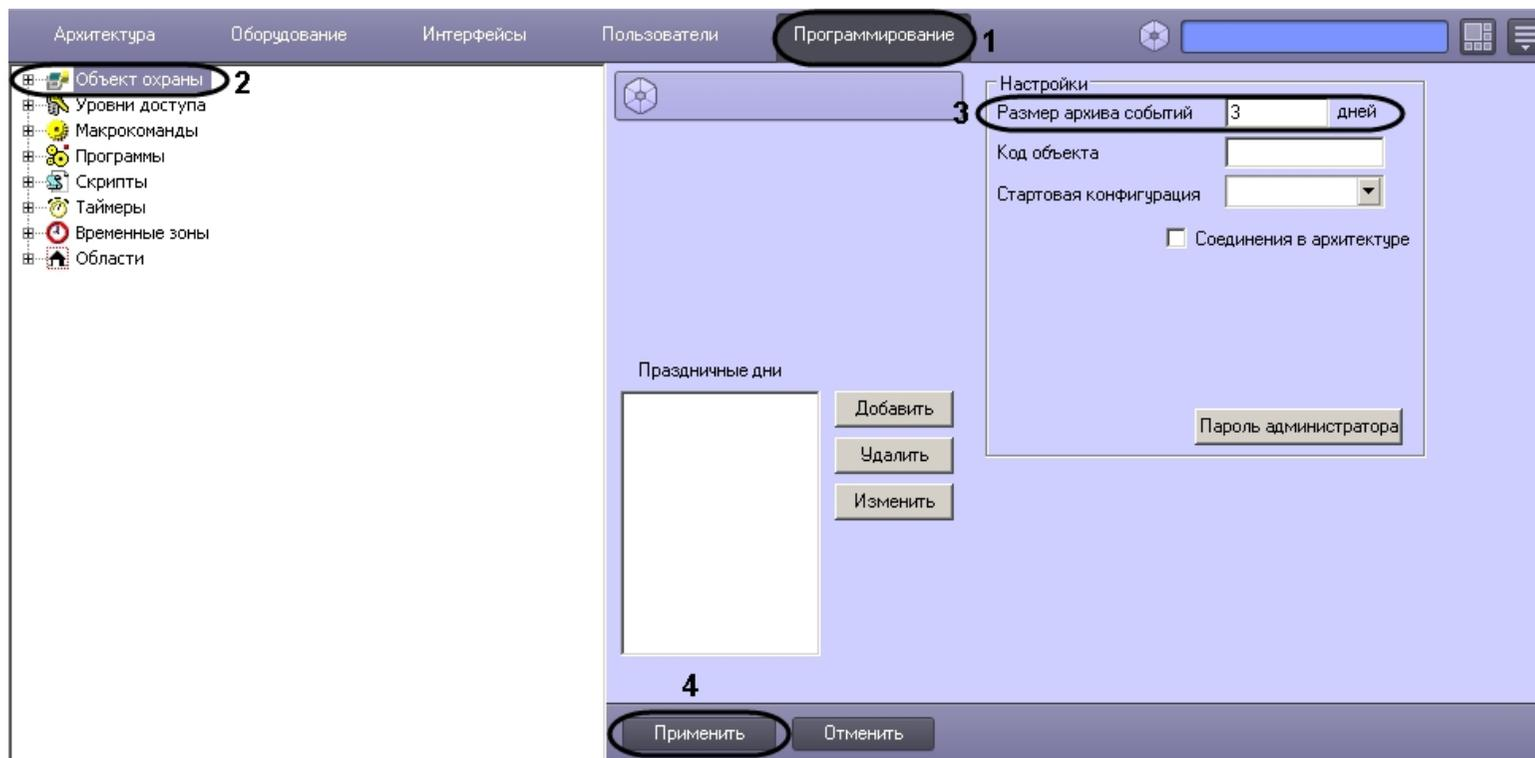 Архитектура Оборудование Интерфейсы Пользователи Программирование 1
Объект охраны 2
Уровни доступа
Макрокоманды
Программы
Скрипты
Таймеры
Временные зоны
Области
Настройки
3 Размер архива событий 3 дней
Код объекта
Стартовая конфигурация
Соединения в архитектуре
Пароль администратора
Праздничные дни
Добавить
Удалить
Изменить
4
Применить Отменить